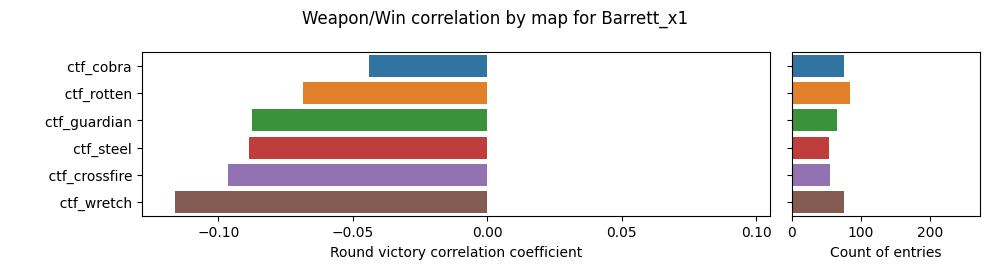 Weapon/Win correlation by map for Barrett_x1
ctf_cobra
ctf_rotten
ctf_guardian
ctf_steel
ctf_crossfire
ctf_wretch
−0.10 −0.05 0.00 0.05 0.10
Round victory correlation coefficient
0 100 200
Count of entries